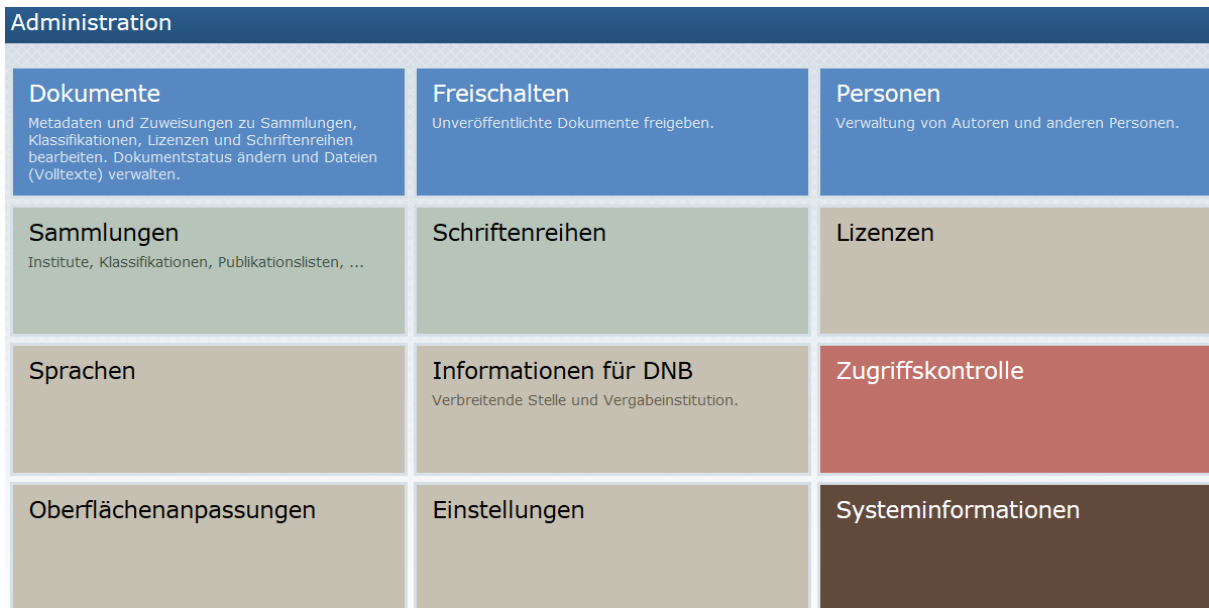 Administration
Dokumente
Metadaten und Zuweisungen zu Sammlungen,
Klassifikationen, Lizenzen und Schriftenreihen
bearbeiten. Dokumentstatus ändern und Dateien
(Volltexte) verwalten.
Freischalten
Unveröffentlichte Dokumente freigeben.
Personen
Verwaltung von Autoren und anderen Personen.
Sammlungen
Institute, Klassifikationen, Publikationslisten, ...
Schriftenreihen
Lizenzen
Sprachen
Informationen für DNB
Verbreitende Stelle und Vergabeinstitution.
Zugriffskontrolle
Oberflächenanpassungen
Einstellungen
Systeminformationen